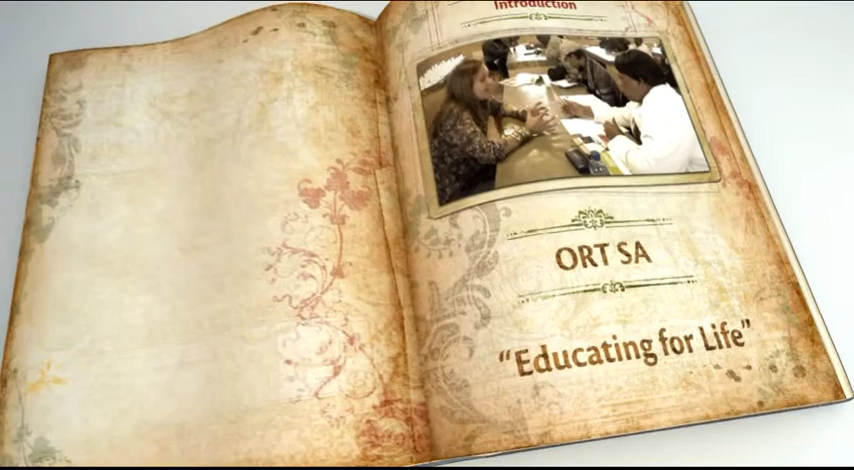 Introduction
ORT SA
“Educating for Life”